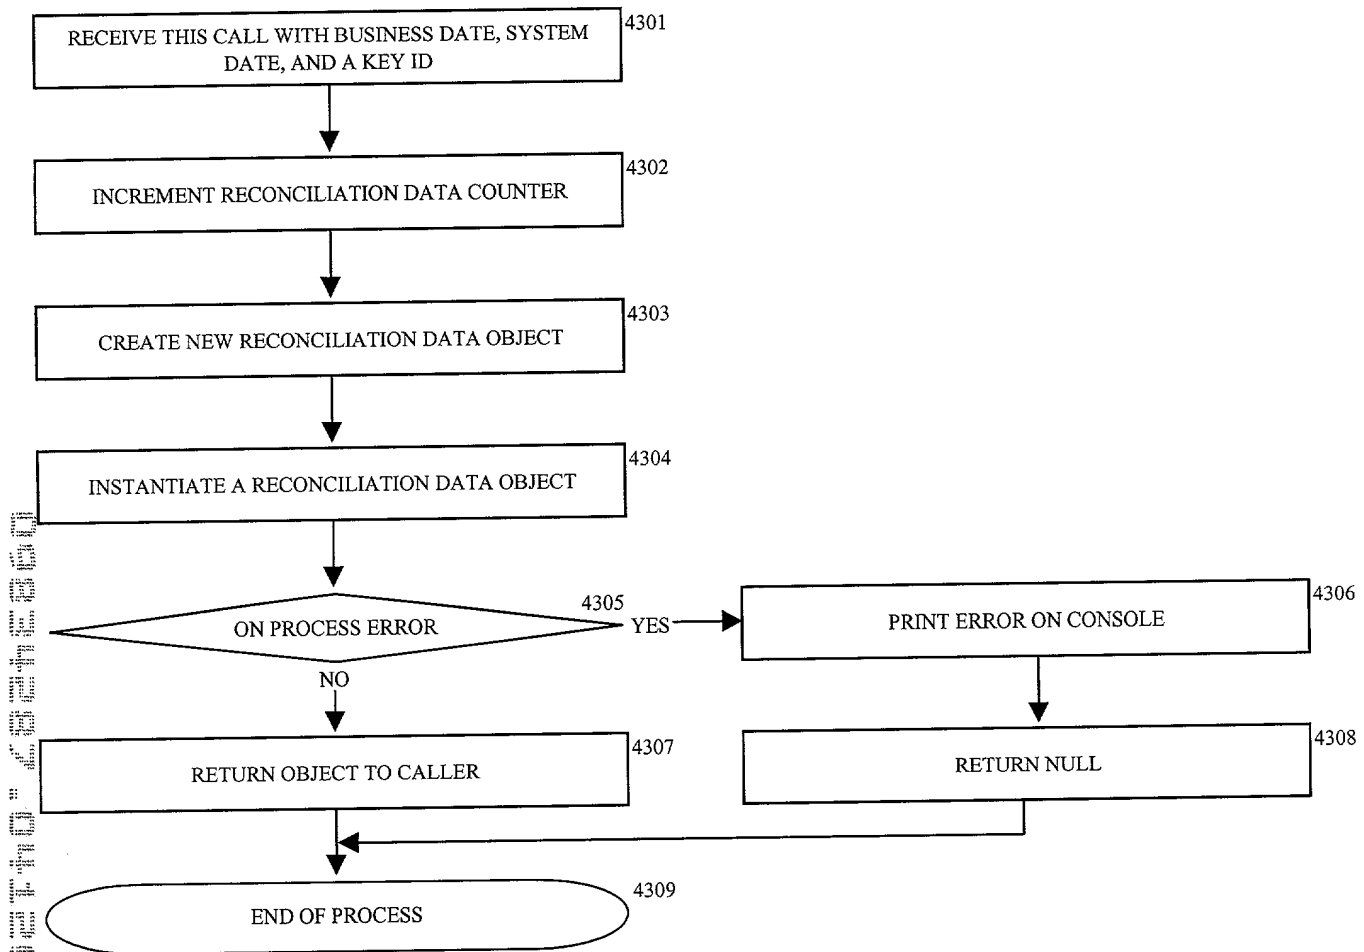 RECEIVE THIS CALL WITH BUSINESS DATE, SYSTEM
DATE, AND A KEY ID
4301
INCREMENT RECONCILIATION DATA COUNTER
4302
CREATE NEW RECONCILIATION DATA OBJECT
4303
INSTANTIATE A RECONCILIATION DATA OBJECT
4304
ON PROCESS ERROR
4305
YES
PRINT ERROR ON CONSOLE
4306
NO
RETURN OBJECT TO CALLER
4307
RETURN NULL
4308
END OF PROCESS
4309